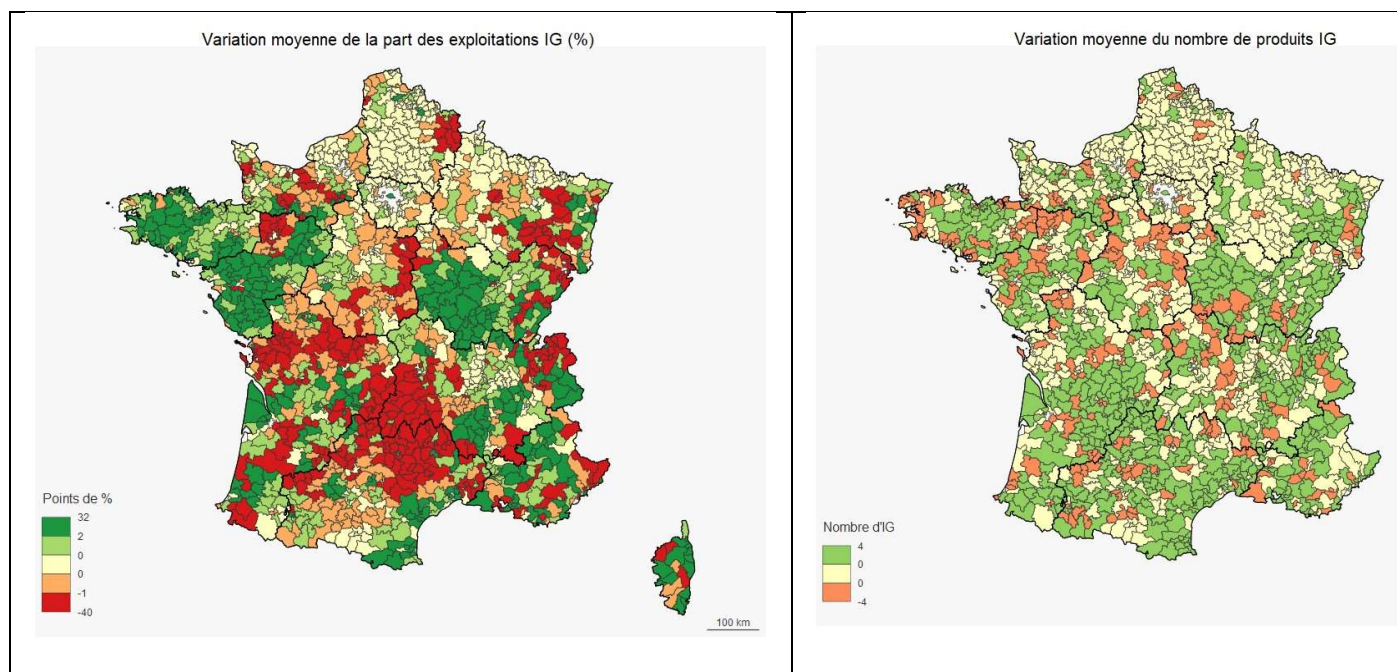 Variation moyenne de la part des exploitations IG (%)
Points de %
32
2
0
0
-1
-40
100 km
Variation moyenne du nombre de produits IG
Nombre d'IG
4
0
0
-4